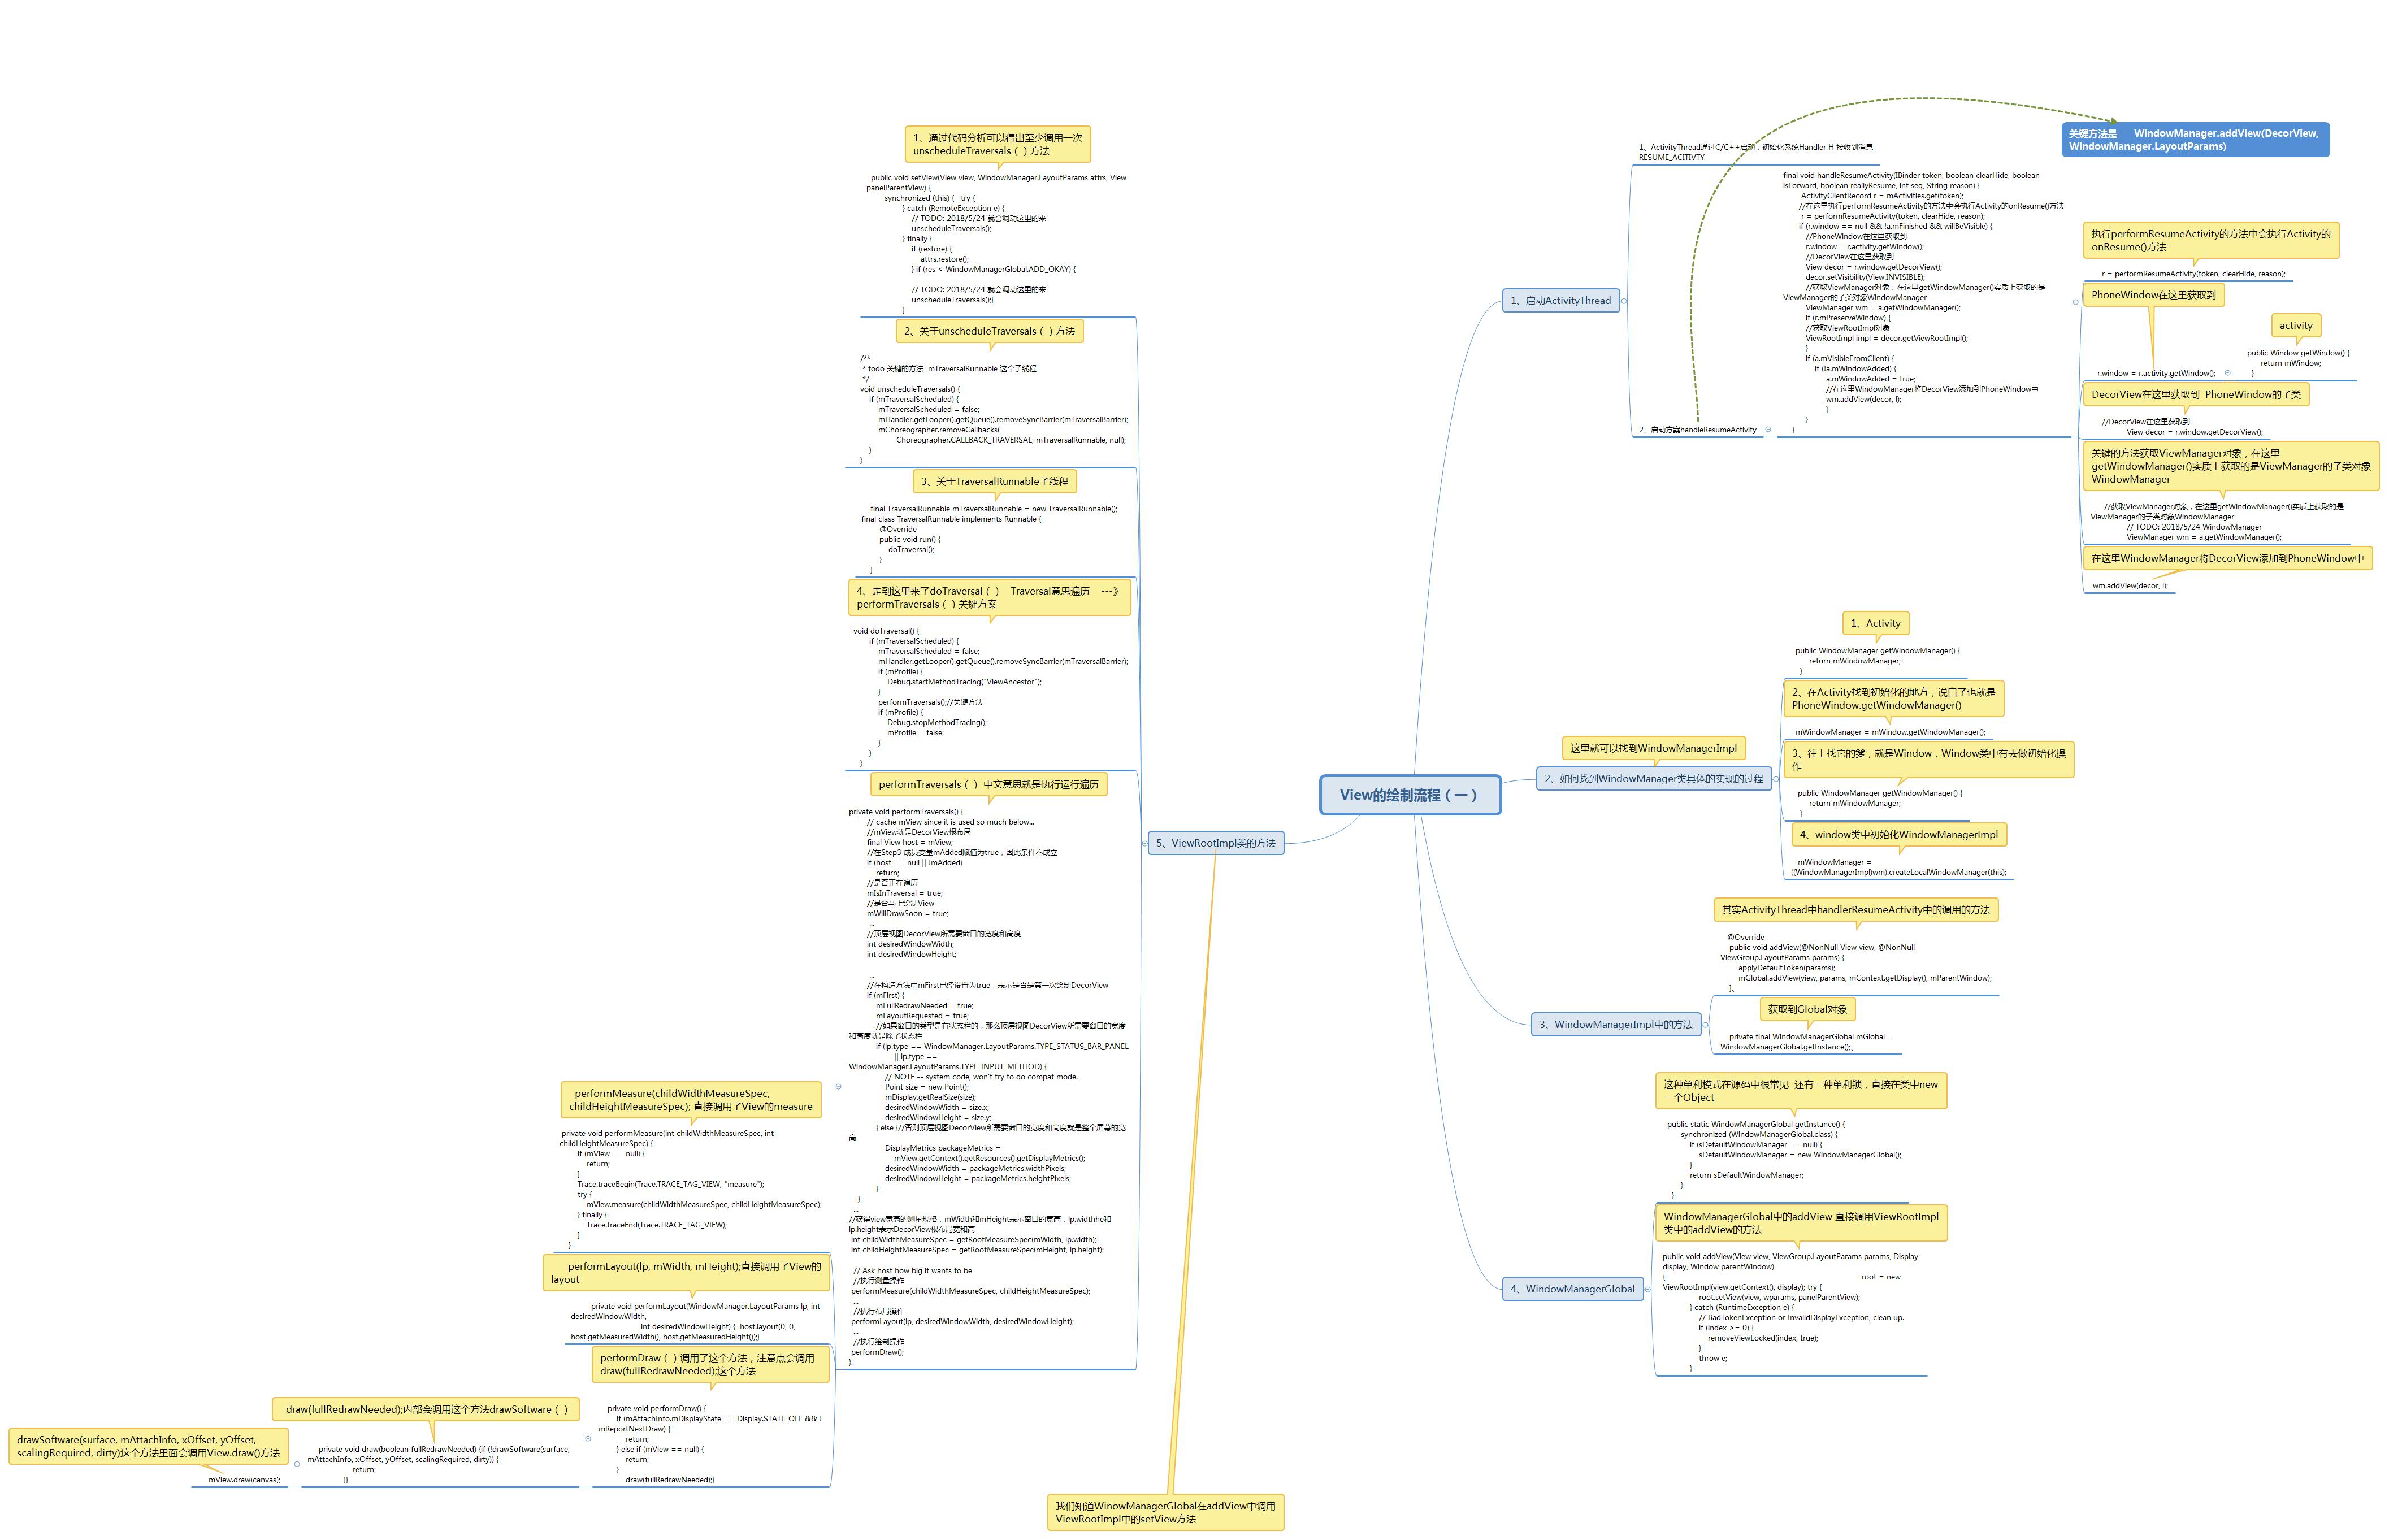 View的绘制流程（一）
1、启动ActivityThread
1、ActivityThread通过C/C++启动，初始化系统Handler H 接收到消息
RESUME_ACITIVTY
2、启动方案handleResumeActivity
关键方法是 WindowManager.addView(DecorView,
WindowManager.LayoutParams)
final void handleResumeActivity(IBinder token, boolean clearHide, boolean
isForward, boolean reallyResume, int seq, String reason) {
ActivityClientRecord r = mActivities.get(token);
//在这里执行performResumeActivity的方法中会执行Activity的onResume()方法
r = performResumeActivity(token, clearHide, reason);
if (r.window == null && !a.mFinished && willBeVisible) {
//PhoneWindow在这里获取到
r.window = r.activity.getWindow();
//DecorView在这里获取到
View decor = r.window.getDecorView();
decor.setVisibility(View.INVISIBLE);
//获取ViewManager对象，在这里getWindowManager()实质上获取的是
ViewManager的子类对象WindowManager
ViewManager wm = a.getWindowManager();
if (r.mPreserveWindow) {
//获取ViewRootImpl对象
ViewRootImpl impl = decor.getViewRootImpl();
}
if (a.mVisibleFromClient) {
if (!a.mWindowAdded) {
a.mWindowAdded = true;
//在这里WindowManager将DecorView添加到PhoneWindow中
wm.addView(decor, l);
}
}
}
执行performResumeActivity的方法中会执行Activity的
onResume()方法
r = performResumeActivity(token, clearHide, reason);
PhoneWindow在这里获取到
r.window = r.activity.getWindow();
activity
public Window getWindow() {
return mWindow;
}
DecorView在这里获取到 PhoneWindow的子类
//DecorView在这里获取到
View decor = r.window.getDecorView();
关键的方法获取ViewManager对象，在这里
getWindowManager()实质上获取的是ViewManager的子类对象
WindowManager
//获取ViewManager对象，在这里getWindowManager()实质上获取的是
ViewManager的子类对象WindowManager
// TODO: 2018/5/24 WindowManager
ViewManager wm = a.getWindowManager();
在这里WindowManager将DecorView添加到PhoneWindow中
wm.addView(decor, l);
这里就可以找到WindowManagerImpl
2、如何找到WindowManager类具体的实现的过程
1、Activity
public WindowManager getWindowManager() {
return mWindowManager;
}
2、在Activity找到初始化的地方，说白了也就是
PhoneWindow.getWindowManager()
mWindowManager = mWindow.getWindowManager();
3、往上找它的爹，就是Window，Window类中有去做初始化操
作
public WindowManager getWindowManager() {
return mWindowManager;
}
4、window类中初始化WindowManagerImpl
mWindowManager =
((WindowManagerImpl)wm).createLocalWindowManager(this);
3、WindowManagerImpl中的方法
其实ActivityThread中handlerResumeActivity中的调用的方法
@Override
public void addView(@NonNull View view, @NonNull
ViewGroup.LayoutParams params) {
applyDefaultToken(params);
mGlobal.addView(view, params, mContext.getDisplay(), mParentWindow);
}、
获取到Global对象
private final WindowManagerGlobal mGlobal =
WindowManagerGlobal.getInstance();、
4、WindowManagerGlobal
这种单利模式在源码中很常见 还有一种单利锁，直接在类中new
一个Object
public static WindowManagerGlobal getInstance() {
synchronized (WindowManagerGlobal.class) {
if (sDefaultWindowManager == null) {
sDefaultWindowManager = new WindowManagerGlobal();
}
return sDefaultWindowManager;
}
}
WindowManagerGlobal中的addView 直接调用ViewRootImpl
类中的addView的方法
public void addView(View view, ViewGroup.LayoutParams params, Display
display, Window parentWindow)
{ root = new
ViewRootImpl(view.getContext(), display); try {
root.setView(view, wparams, panelParentView);
} catch (RuntimeException e) {
// BadTokenException or InvalidDisplayException, clean up.
if (index >= 0) {
removeViewLocked(index, true);
}
throw e;
}
5、ViewRootImpl类的方法
我们知道WinowManagerGlobal在addView中调用
ViewRootImpl中的setView方法
1、通过代码分析可以得出至少调用一次
unscheduleTraversals（ ）方法
public void setView(View view, WindowManager.LayoutParams attrs, View
panelParentView) {
synchronized (this) { try {
} catch (RemoteException e) {
// TODO: 2018/5/24 就会调动这里的来
unscheduleTraversals();
} finally {
if (restore) {
attrs.restore();
} if (res < WindowManagerGlobal.ADD_OKAY) {
// TODO: 2018/5/24 就会调动这里的来
unscheduleTraversals();}
}
2、关于unscheduleTraversals（ ）方法
/**
* todo 关键的方法 mTraversalRunnable 这个子线程
*/
void unscheduleTraversals() {
if (mTraversalScheduled) {
mTraversalScheduled = false;
mHandler.getLooper().getQueue().removeSyncBarrier(mTraversalBarrier);
mChoreographer.removeCallbacks(
Choreographer.CALLBACK_TRAVERSAL, mTraversalRunnable, null);
}
}
3、关于TraversalRunnable子线程
final TraversalRunnable mTraversalRunnable = new TraversalRunnable();
final class TraversalRunnable implements Runnable {
@Override
public void run() {
doTraversal();
}
}
4、走到这里来了doTraversal（ ） Traversal意思遍历 ---》
performTraversals（ ）关键方案
void doTraversal() {
if (mTraversalScheduled) {
mTraversalScheduled = false;
mHandler.getLooper().getQueue().removeSyncBarrier(mTraversalBarrier);
if (mProfile) {
Debug.startMethodTracing("ViewAncestor");
}
performTraversals();//关键方法
if (mProfile) {
Debug.stopMethodTracing();
mProfile = false;
}
}
}
performTraversals（ ） 中文意思就是执行运行遍历
private void performTraversals() {
// cache mView since it is used so much below...
//mView就是DecorView根布局
final View host = mView;
//在Step3 成员变量mAdded赋值为true，因此条件不成立
if (host == null || !mAdded)
return;
//是否正在遍历
mIsInTraversal = true;
//是否马上绘制View
mWillDrawSoon = true;
...
//顶层视图DecorView所需要窗口的宽度和高度
int desiredWindowWidth;
int desiredWindowHeight;
...
//在构造方法中mFirst已经设置为true，表示是否是第一次绘制DecorView
if (mFirst) {
mFullRedrawNeeded = true;
mLayoutRequested = true;
//如果窗口的类型是有状态栏的，那么顶层视图DecorView所需要窗口的宽度
和高度就是除了状态栏
if (lp.type == WindowManager.LayoutParams.TYPE_STATUS_BAR_PANEL
|| lp.type ==
WindowManager.LayoutParams.TYPE_INPUT_METHOD) {
// NOTE -- system code, won't try to do compat mode.
Point size = new Point();
mDisplay.getRealSize(size);
desiredWindowWidth = size.x;
desiredWindowHeight = size.y;
} else {//否则顶层视图DecorView所需要窗口的宽度和高度就是整个屏幕的宽
高
DisplayMetrics packageMetrics =
mView.getContext().getResources().getDisplayMetrics();
desiredWindowWidth = packageMetrics.widthPixels;
desiredWindowHeight = packageMetrics.heightPixels;
}
}
...
//获得view宽高的测量规格，mWidth和mHeight表示窗口的宽高，lp.widthhe和
lp.height表示DecorView根布局宽和高
int childWidthMeasureSpec = getRootMeasureSpec(mWidth, lp.width);
int childHeightMeasureSpec = getRootMeasureSpec(mHeight, lp.height);
// Ask host how big it wants to be
//执行测量操作
performMeasure(childWidthMeasureSpec, childHeightMeasureSpec);
...
//执行布局操作
performLayout(lp, desiredWindowWidth, desiredWindowHeight);
...
//执行绘制操作
performDraw();
}。
performMeasure(childWidthMeasureSpec,
childHeightMeasureSpec); 直接调用了View的measure
private void performMeasure(int childWidthMeasureSpec, int
childHeightMeasureSpec) {
if (mView == null) {
return;
}
Trace.traceBegin(Trace.TRACE_TAG_VIEW, "measure");
try {
mView.measure(childWidthMeasureSpec, childHeightMeasureSpec);
} finally {
Trace.traceEnd(Trace.TRACE_TAG_VIEW);
}
}
performLayout(lp, mWidth, mHeight);直接调用了View的
layout
private void performLayout(WindowManager.LayoutParams lp, int
desiredWindowWidth,
int desiredWindowHeight) { host.layout(0, 0,
host.getMeasuredWidth(), host.getMeasuredHeight());}
performDraw（ ）调用了这个方法，注意点会调用
draw(fullRedrawNeeded);这个方法
private void performDraw() {
if (mAttachInfo.mDisplayState == Display.STATE_OFF && !
mReportNextDraw) {
return;
} else if (mView == null) {
return;
}
draw(fullRedrawNeeded);}
draw(fullRedrawNeeded);内部会调用这个方法drawSoftware（ ）
private void draw(boolean fullRedrawNeeded) {if (!drawSoftware(surface,
mAttachInfo, xOffset, yOffset, scalingRequired, dirty)) {
return;
}}
drawSoftware(surface, mAttachInfo, xOffset, yOffset,
scalingRequired, dirty)这个方法里面会调用View.draw()方法
mView.draw(canvas);